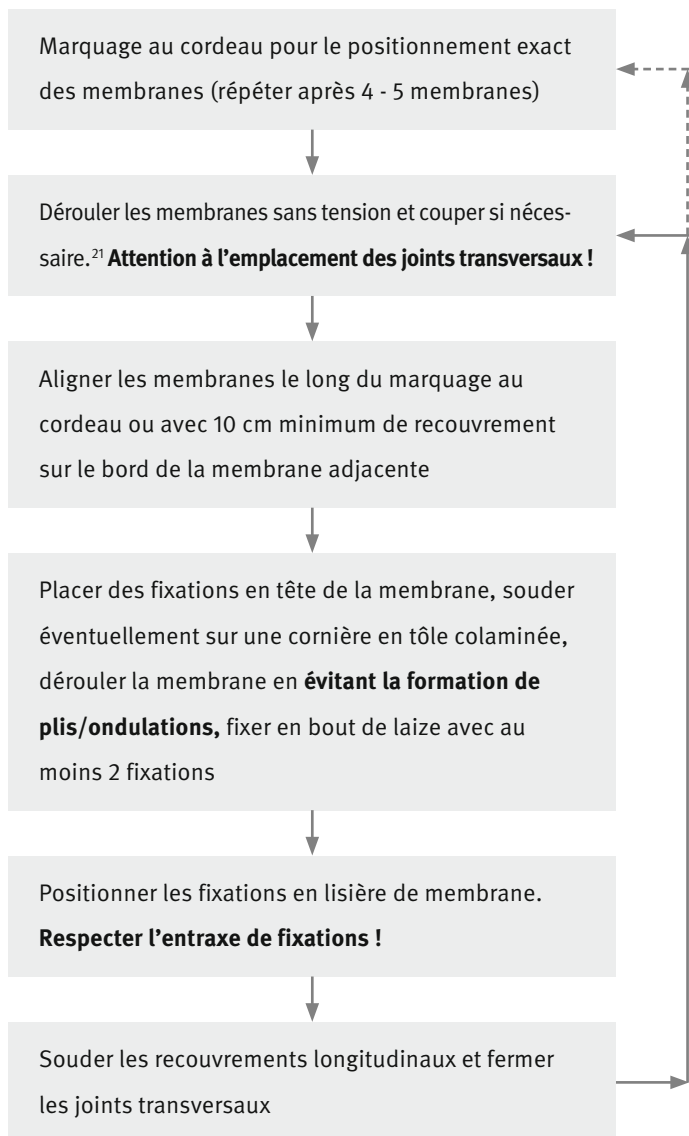 Marquage au cordeau pour le positionnement exact
des membranes (répéter après 4 - 5 membranes)
Dérouler les membranes sans tension et couper si néces-
saire.²¹ Attention à l’emplacement des joints transversaux !
Aligner les membranes le long du marquage au
cordeau ou avec 10 cm minimum de recouvrement
sur le bord de la membrane adjacente
Placer des fixations en tête de la membrane, souder
éventuellement sur une cornière en tôle colaminée,
dérouler la membrane en évitant la formation de
plis/ondulations, fixer en bout de laize avec au
moins 2 fixations
Positionner les fixations en lisière de membrane.
Respecter l’entraxe de fixations !
Souder les recouvrements longitudinaux et fermer
les joints transversaux